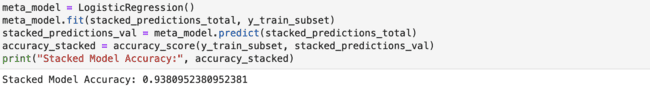 meta_model = LogisticRegression()
meta_model.fit(stacked_predictions_total, y_train_subset)
stacked_predictions_val = meta_model.predict(stacked_predictions_total)
accuracy_stacked = accuracy_score(y_train_subset, stacked_predictions_val)
print("Stacked Model Accuracy:", accuracy_stacked)
Stacked Model Accuracy: 0.9380952380952381